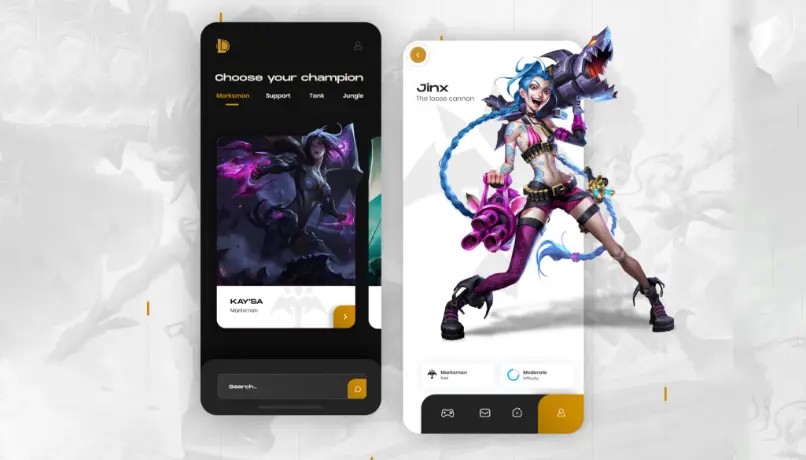 Choose your champion
Marksman Support Tank Jungle
KAY'SA
Marksman
Search..
Jinx
The loose cannon
Marksman
Role
Moderate
Difficulty